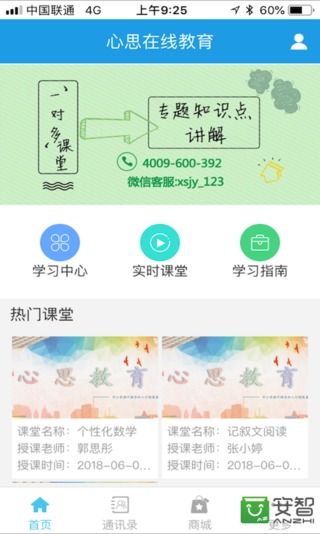 中国联通 4G 上午9:25
心思在线教育
一对多课堂
专题知识点
讲解
4009-600-392
微信客服:xsjy_123
学习中心 实时课堂 学习指南
热门课堂
心思教育 心思教育
课堂名称：个性化数学 课堂名称：记叙文阅读
授课老师：郭思彤 授课老师：张小婷
授课时间：2018-06-0... 授课时间：2018-06-0...
首页 通讯录 商城 更多
安智
ANZHI